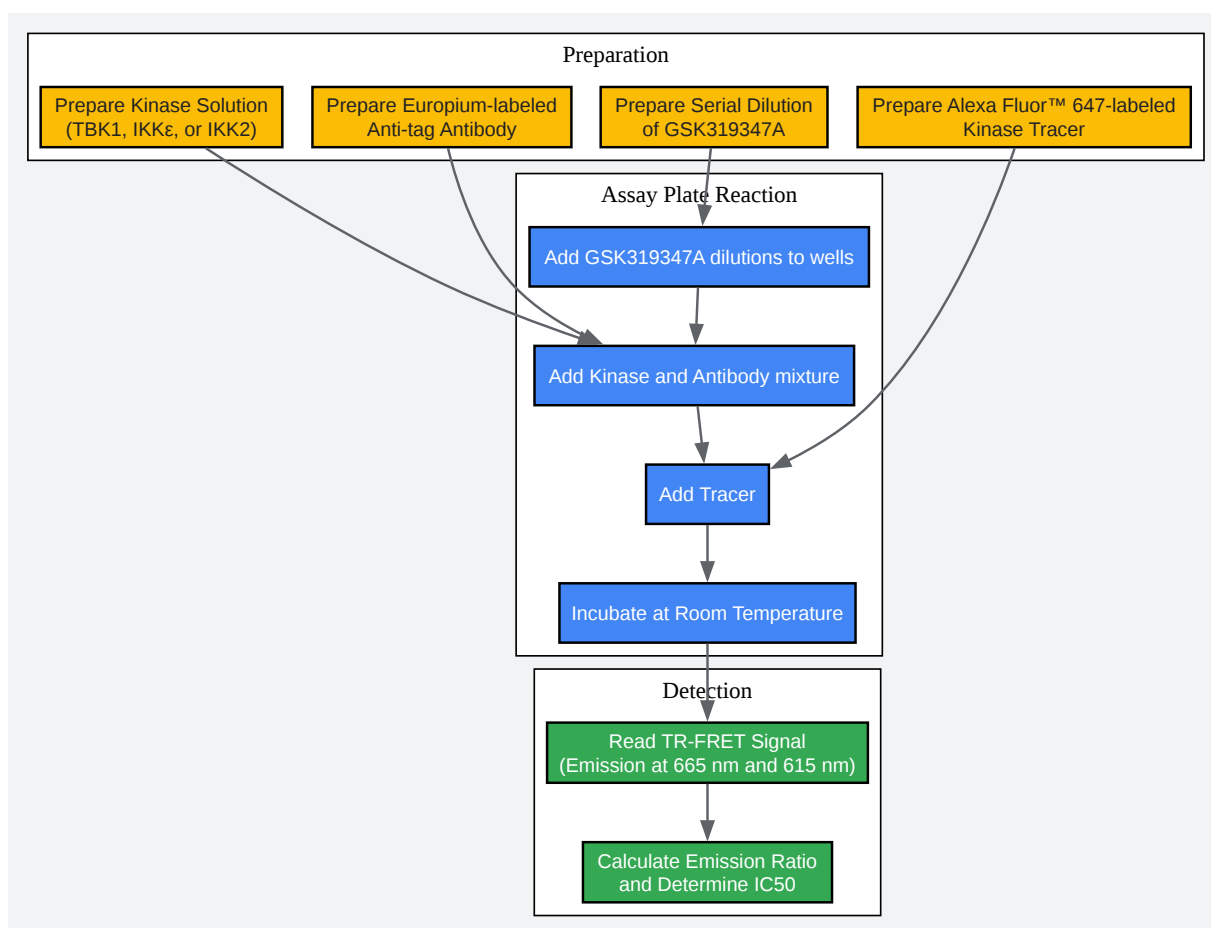 Preparation
Prepare Kinase Solution
(TBK1, IKKε, or IKK2)
Prepare Europium-labeled
Anti-tag Antibody
Prepare Serial Dilution
of GSK319347A
Prepare Alexa Fluor™ 647-labeled
Kinase Tracer
Assay Plate Reaction
Add GSK319347A dilutions to wells
Add Kinase and Antibody mixture
Add Tracer
Incubate at Room Temperature
Detection
Read TR-FRET Signal
(Emission at 665 nm and 615 nm)
Calculate Emission Ratio
and Determine IC50